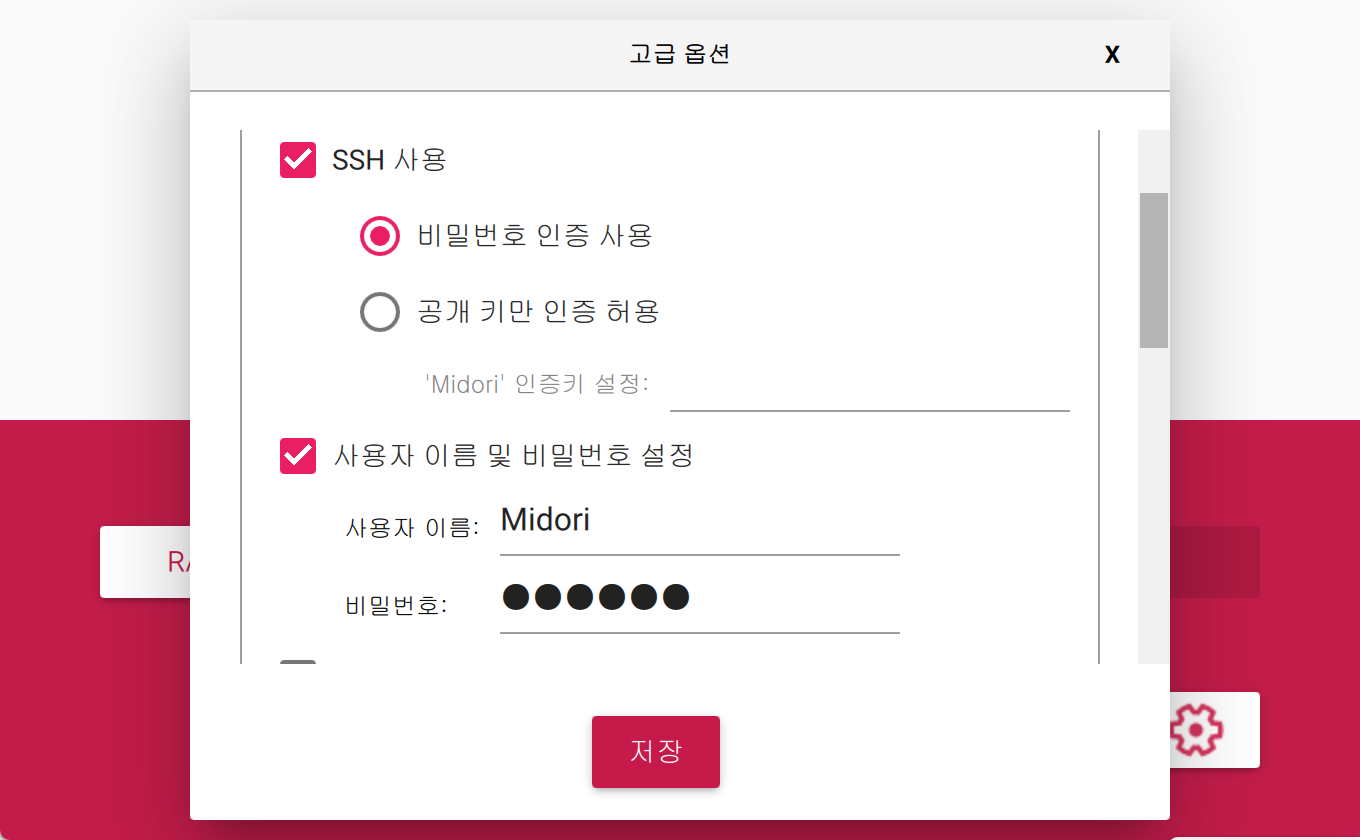 고급 옵션 X
SSH 사용
비밀번호 인증 사용
공개 키만 인증 허용
'Midori' 인증키 설정:
사용자 이름 및 비밀번호 설정
사용자 이름: Midori
비밀번호: ●●●●●●
RA
저장